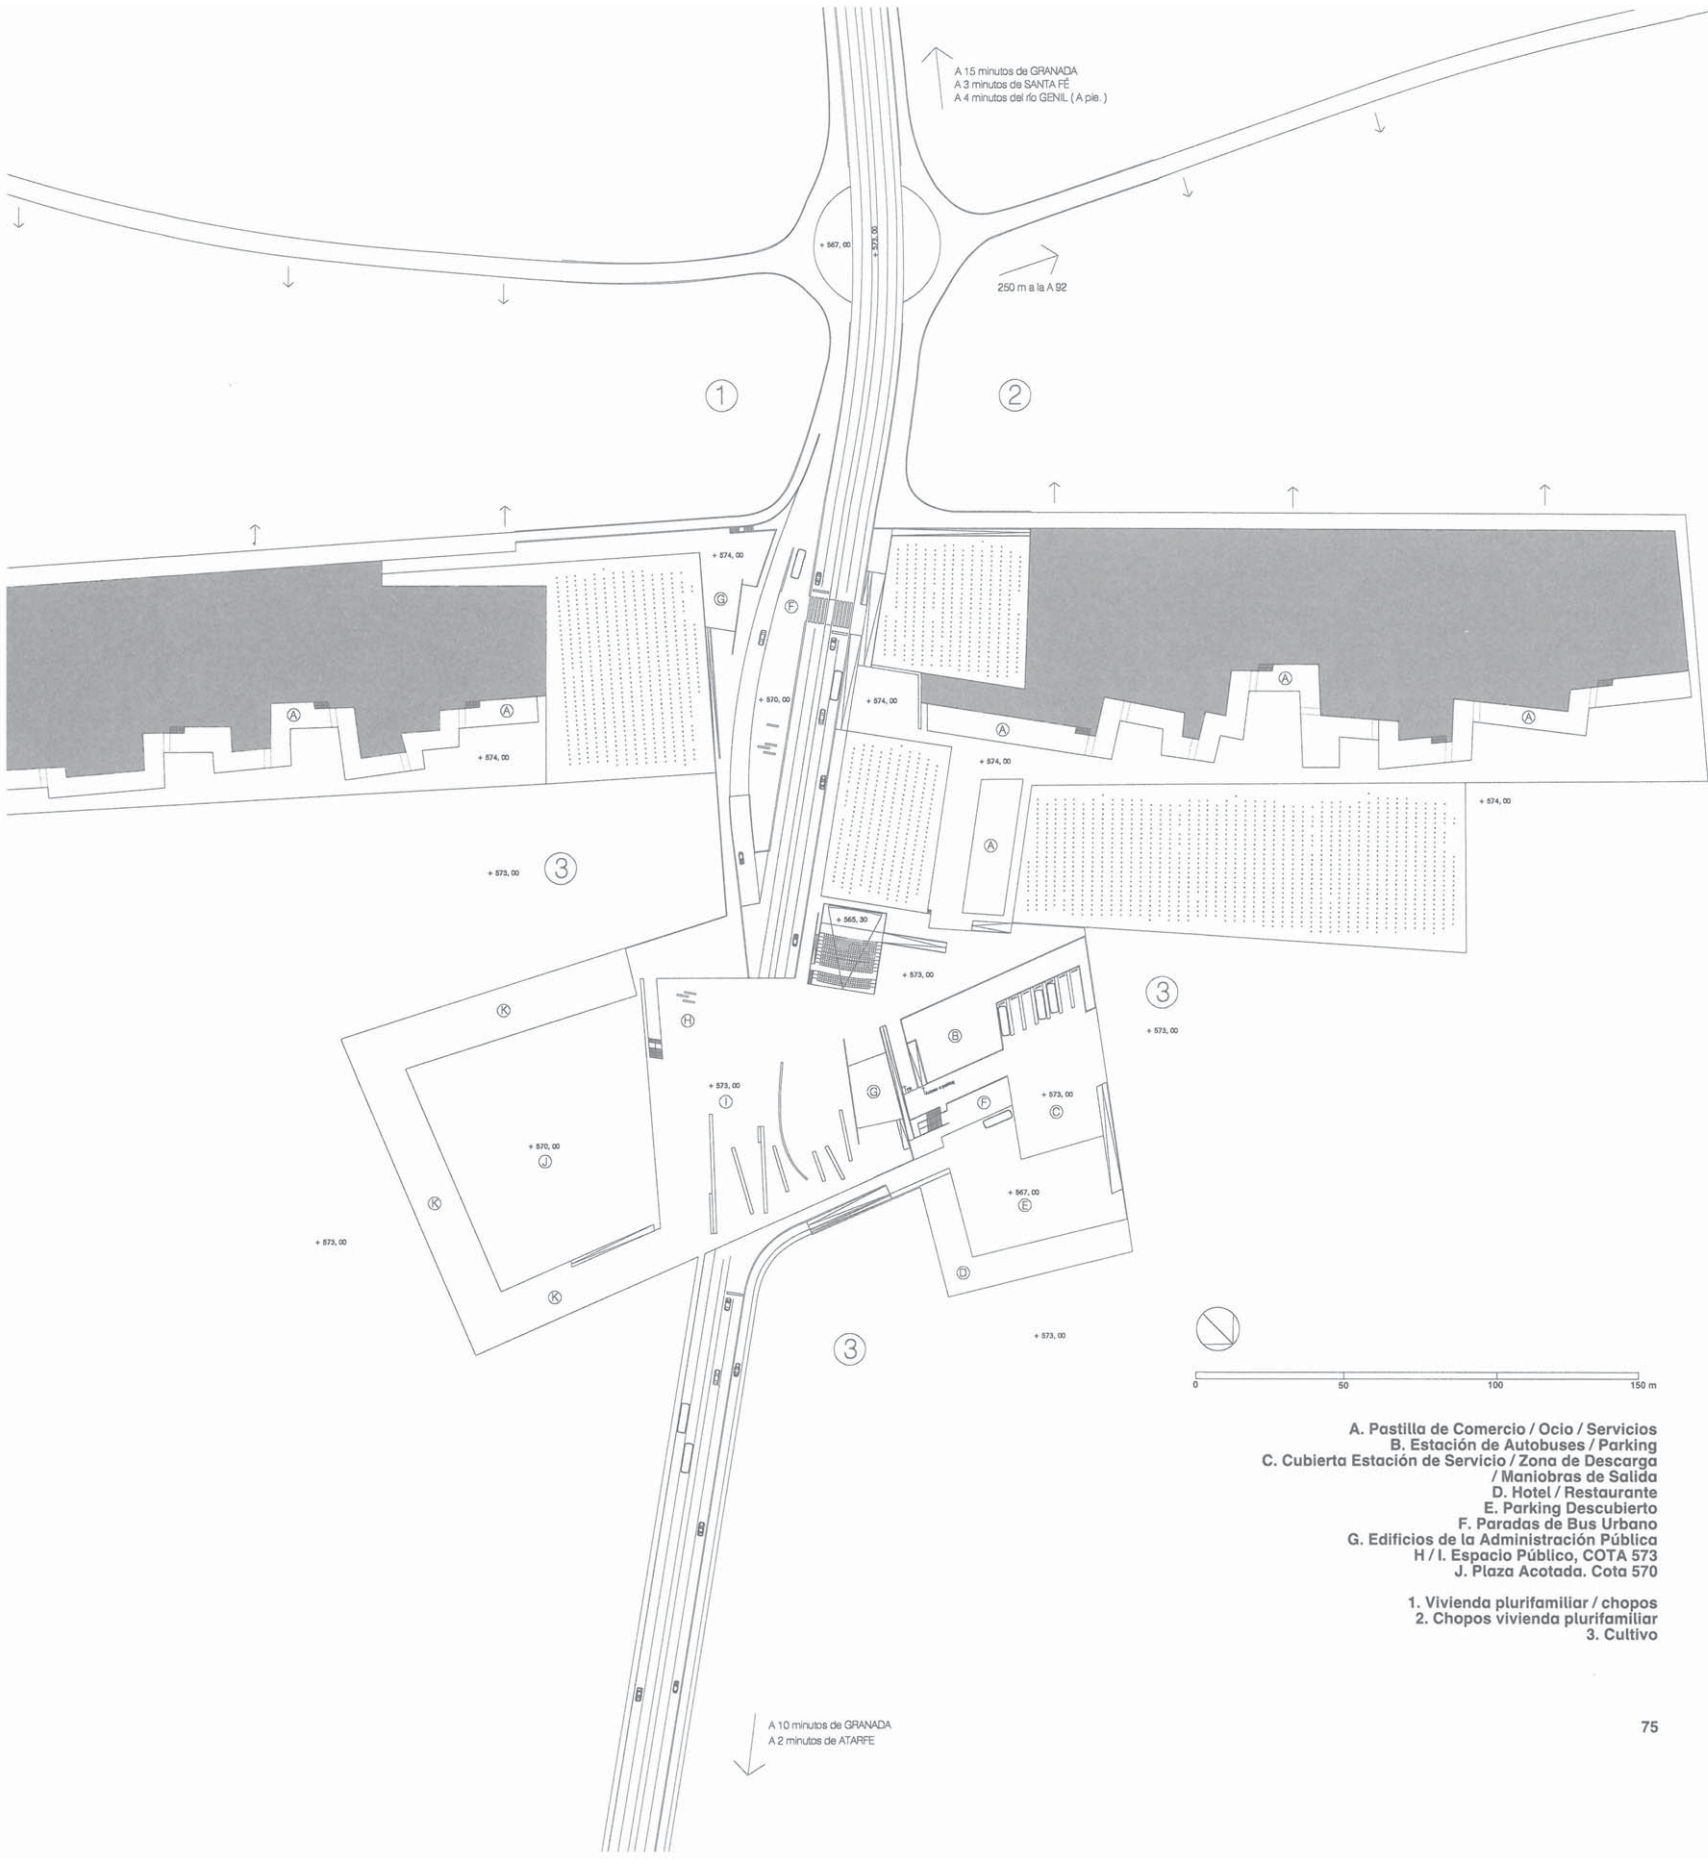 A 15 minutos de GRANADA
A 3 minutos de SANTA FÉ
A 4 minutos del río GENIL ( A pie. )
+ 567, 00
+ 573, 00
250 m a la A 92
1
2
+ 574, 00
G
F
+ 570, 00
+ 574, 00
A
A
A
A
A
+ 574, 00
+ 574, 00
+ 574, 00
A
+ 573, 00
3
+ 565, 30
+ 573, 00
3
+ 573, 00
K
H
B
+ 573, 00
I
G
F
+ 573, 00
C
+ 570, 00
J
K
+ 567, 00
E
+ 573, 00
D
K
+ 573, 00
3
0 50 100 150 m
A. Pastilla de Comercio / Ocio / Servicios
B. Estación de Autobuses / Parking
C. Cubierta Estación de Servicio / Zona de Descarga
/ Maniobras de Salida
D. Hotel / Restaurante
E. Parking Descubierto
F. Paradas de Bus Urbano
G. Edificios de la Administración Pública
H / I. Espacio Público, COTA 573
J. Plaza Acotada. Cota 570
1. Vivienda plurifamiliar / chopos
2. Chopos vivienda plurifamiliar
3. Cultivo
A 10 minutos de GRANADA
A 2 minutos de ATARFE
75